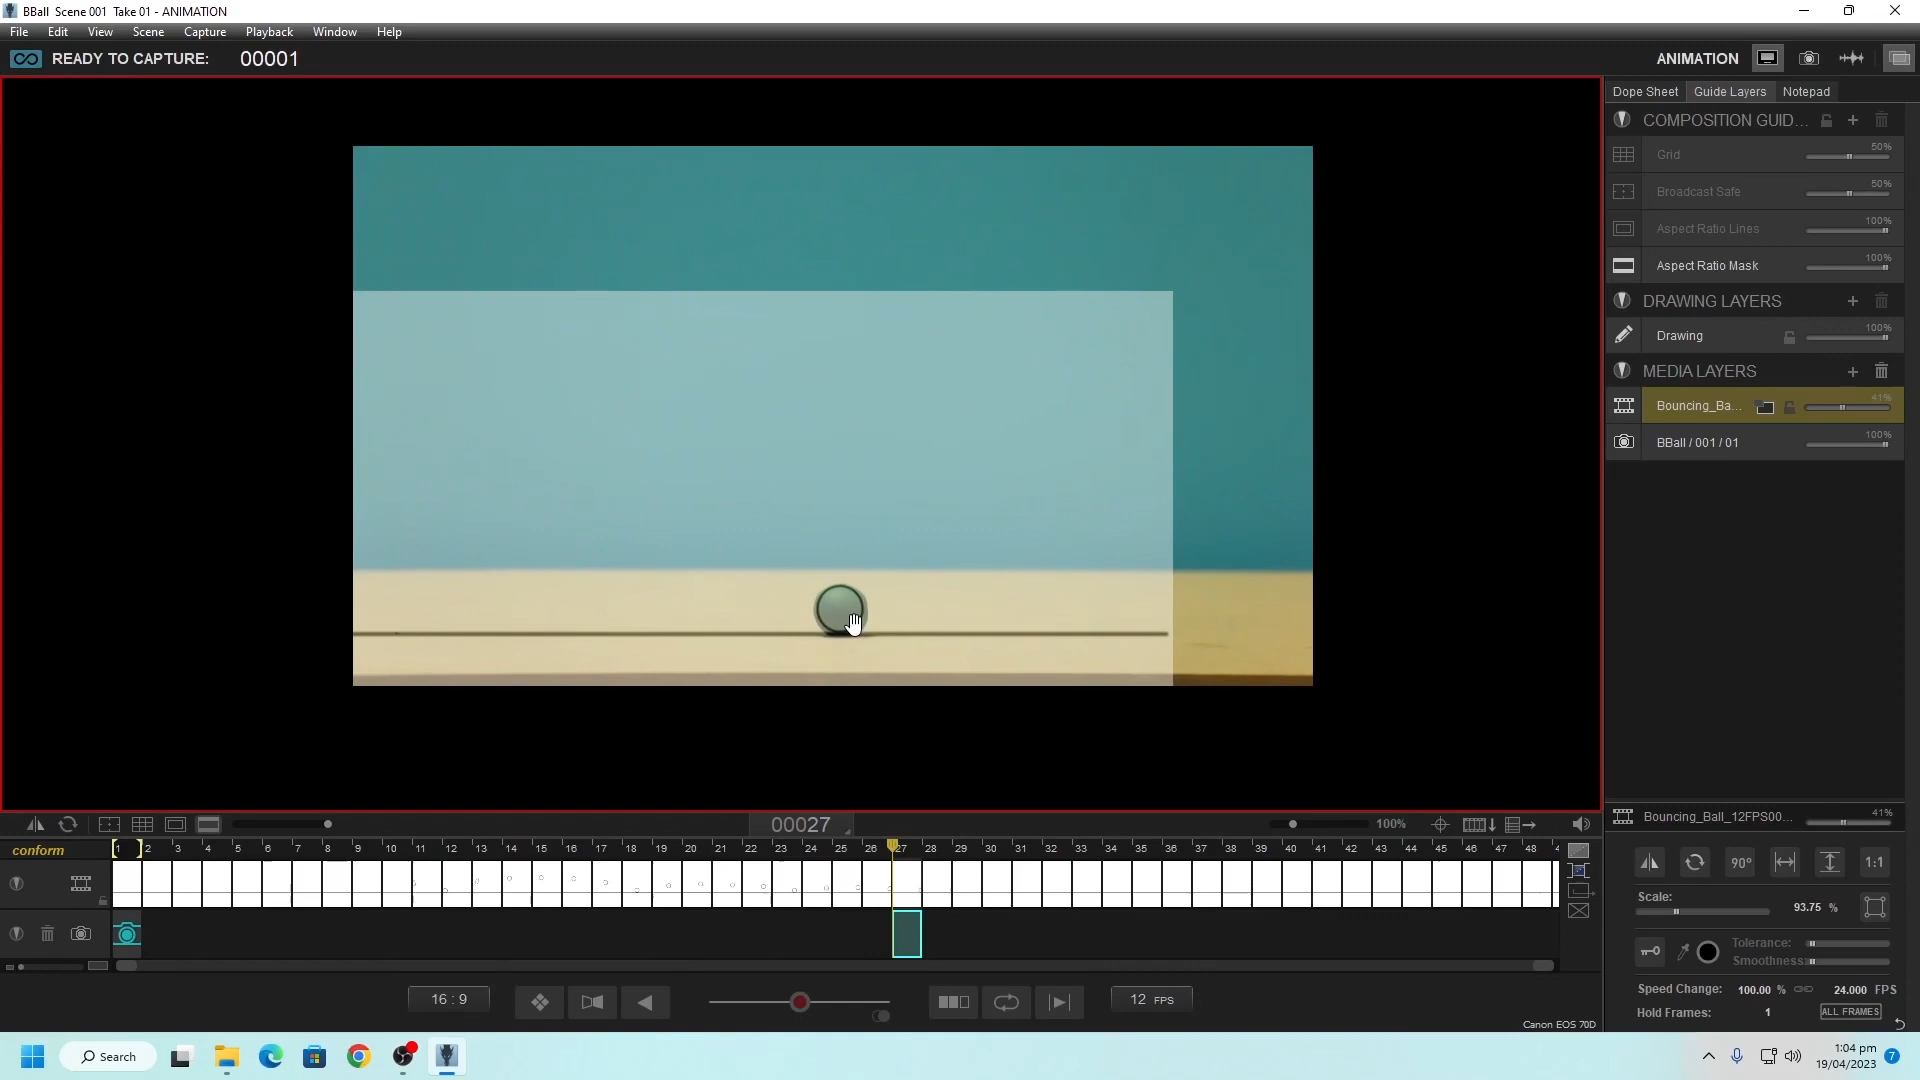 BBall Scene 001 Take 01 - ANIMATION
File Edit View Scene Capture Playback Window Help
READY TO CAPTURE: 00001
ANIMATION
Dope Sheet Guide Layers Notepad
COMPOSITION GUID...
Grid 50%
Broadcast Safe 50%
Aspect Ratio Lines 100%
Aspect Ratio Mask 100%
DRAWING LAYERS
Drawing 100%
MEDIA LAYERS
Bouncing_Ba... 41%
BBall / 001 / 01 100%
00027
100%
Bouncing_Ball_12FPS00... 41%
conform
1 2 3 4 5 6 7 8 9 10 11 12 13 14 15 16 17 18 19 20 21 22 23 24 25 26 27 28 29 30 31 32 33 34 35 36 37 38 39 40 41 42 43 44 45 46 47 48
90° 1:1
Scale: 93.75 %
Tolerance:
Smoothness:
Speed Change: 100.00 % 24.000 FPS
Hold Frames: 1 ALL FRAMES
16 : 9
12 FPS
Canon EOS 70D
Search
1:04 pm
19/04/2023
7